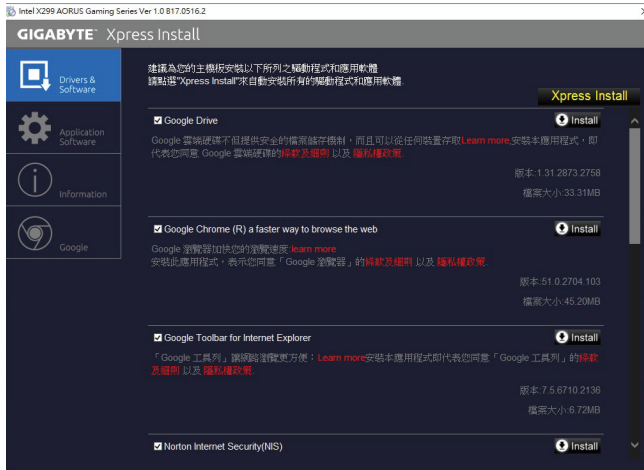 Intel X299 AORUS Gaming Series Ver 1.0 B17.0516.2
GIGABYTE™ Xpress Install
Drivers &
Software
Application
Software
Information
Google
建議為您的主機板安裝以下所列之驅動程式和應用軟體
請點選"Xpress Install"來自動安裝所有的驅動程式和應用軟體.
Xpress Install
Google Drive
Install
Google 雲端硬碟不但提供安全的檔案儲存機制，而且可以從任何裝置存取Learn more.安裝本應用程式，即
代表您同意 Google 雲端硬碟的條款及細則 以及 隱私權政策.
版本:1.31.2873.2758
檔案大小:33.31MB
Google Chrome (R) a faster way to browse the web
Install
Google 瀏覽器加快您的瀏覽速度.learn more
安裝此應用程式，表示您同意「Google 瀏覽器」的條款及細則 以及 隱私權政策.
版本:51.0.2704.103
檔案大小:45.20MB
Google Toolbar for Internet Explorer
Install
「Google 工具列」讓網路瀏覽更方便；Learn more安裝本應用程式即代表您同意「Google 工具列」的條款
及細則 以及 隱私權政策.
版本:7.5.6710.2136
檔案大小:6.72MB
Norton Internet Security(NIS)
Install